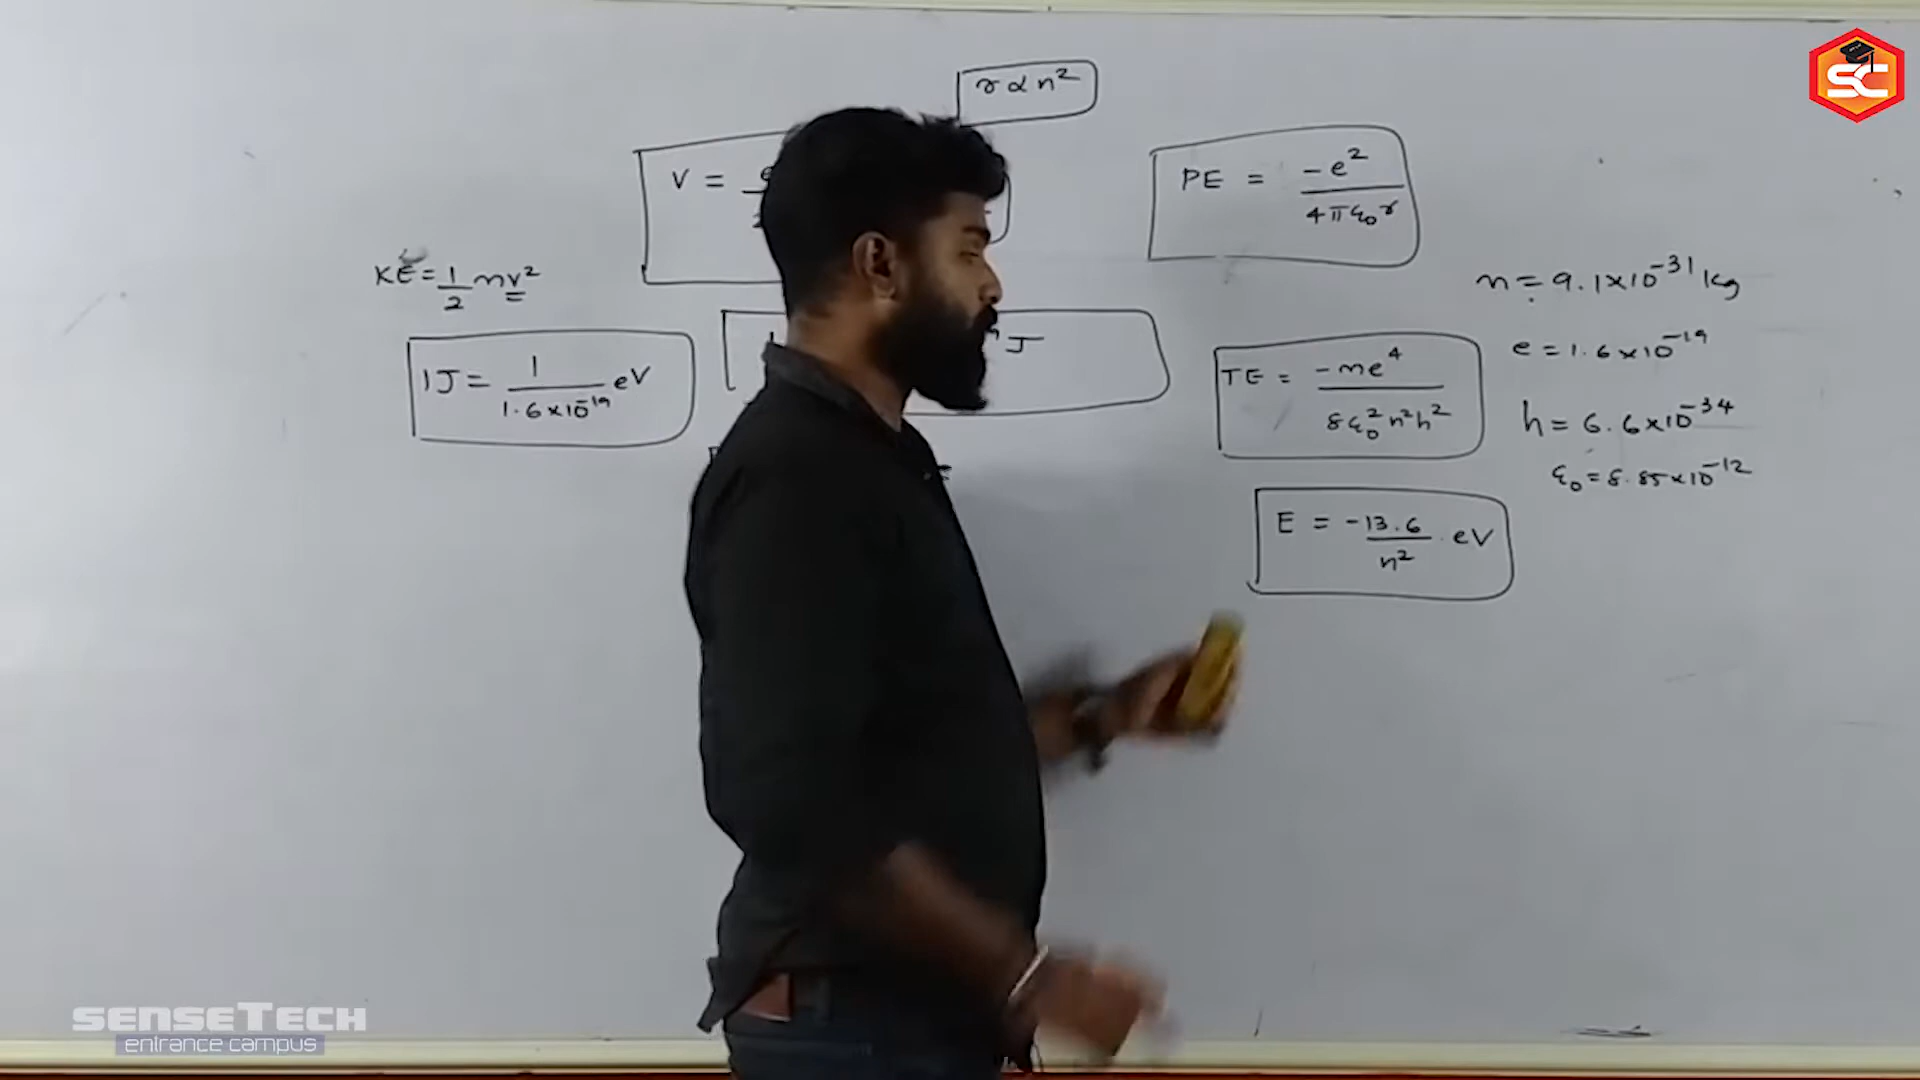 SC
r ∝ n²
V =
PE = -e² / 4πε₀r
KE = 1/2 mv²
m = 9.1×10⁻³¹ kg
J
1J = 1 / 1.6×10⁻¹⁹ eV
TE = -me⁴ / 8ε₀²n²h²
e = 1.6×10⁻¹⁹
h = 6.6×10⁻³⁴
ε₀ = 8.85×10⁻¹²
E = -13.6 / n² . eV
senseTech
entrance campus